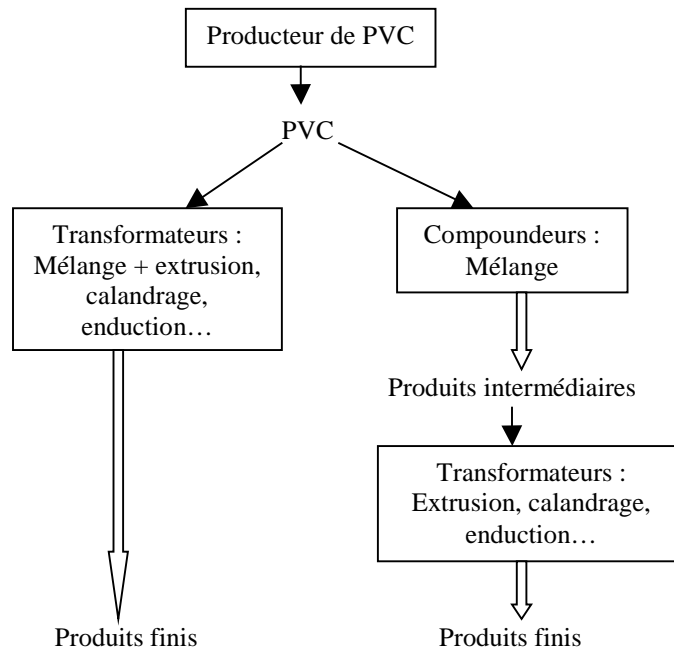 Producteur de PVC
PVC
Transformateurs :
Mélange + extrusion,
calandrage,
enduction…
Compoundeurs :
Mélange
Produits intermédiaires
Transformateurs :
Extrusion, calandrage,
enduction…
Produits finis
Produits finis